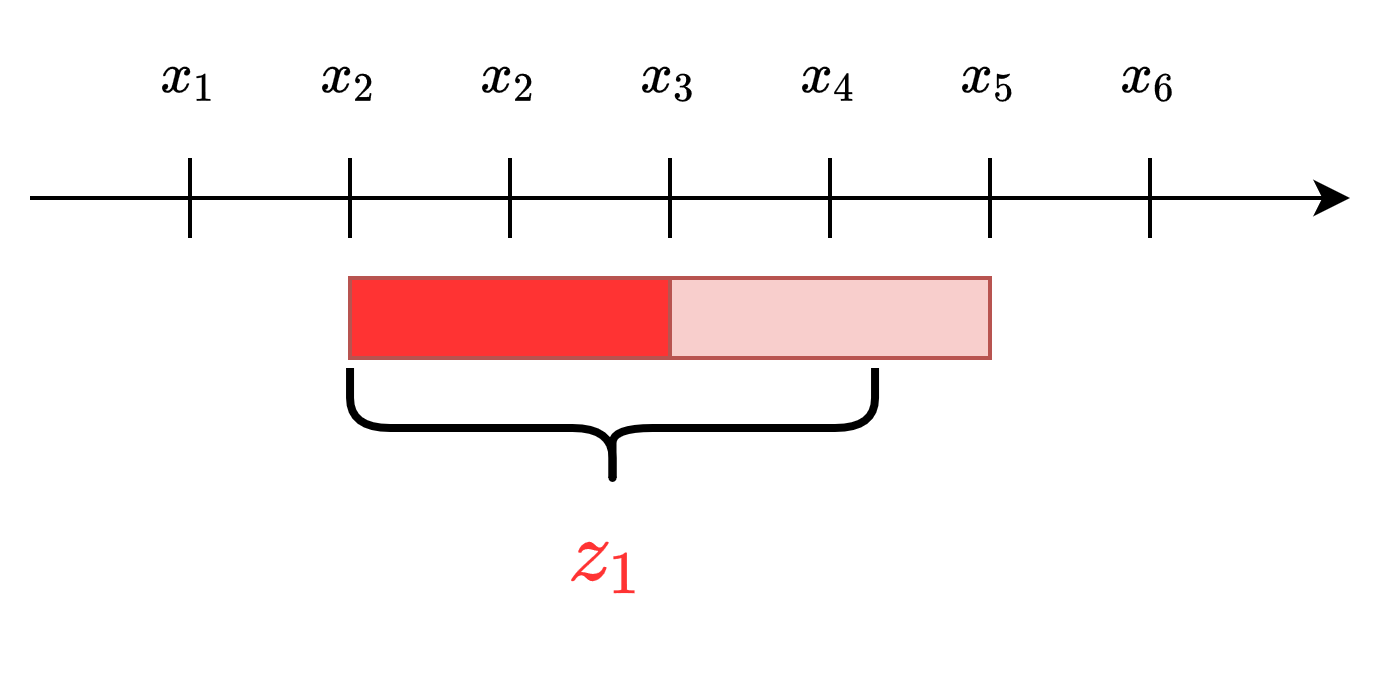 x₁ x₂ x₂ x₃ x₄ x₅ x₆
z₁